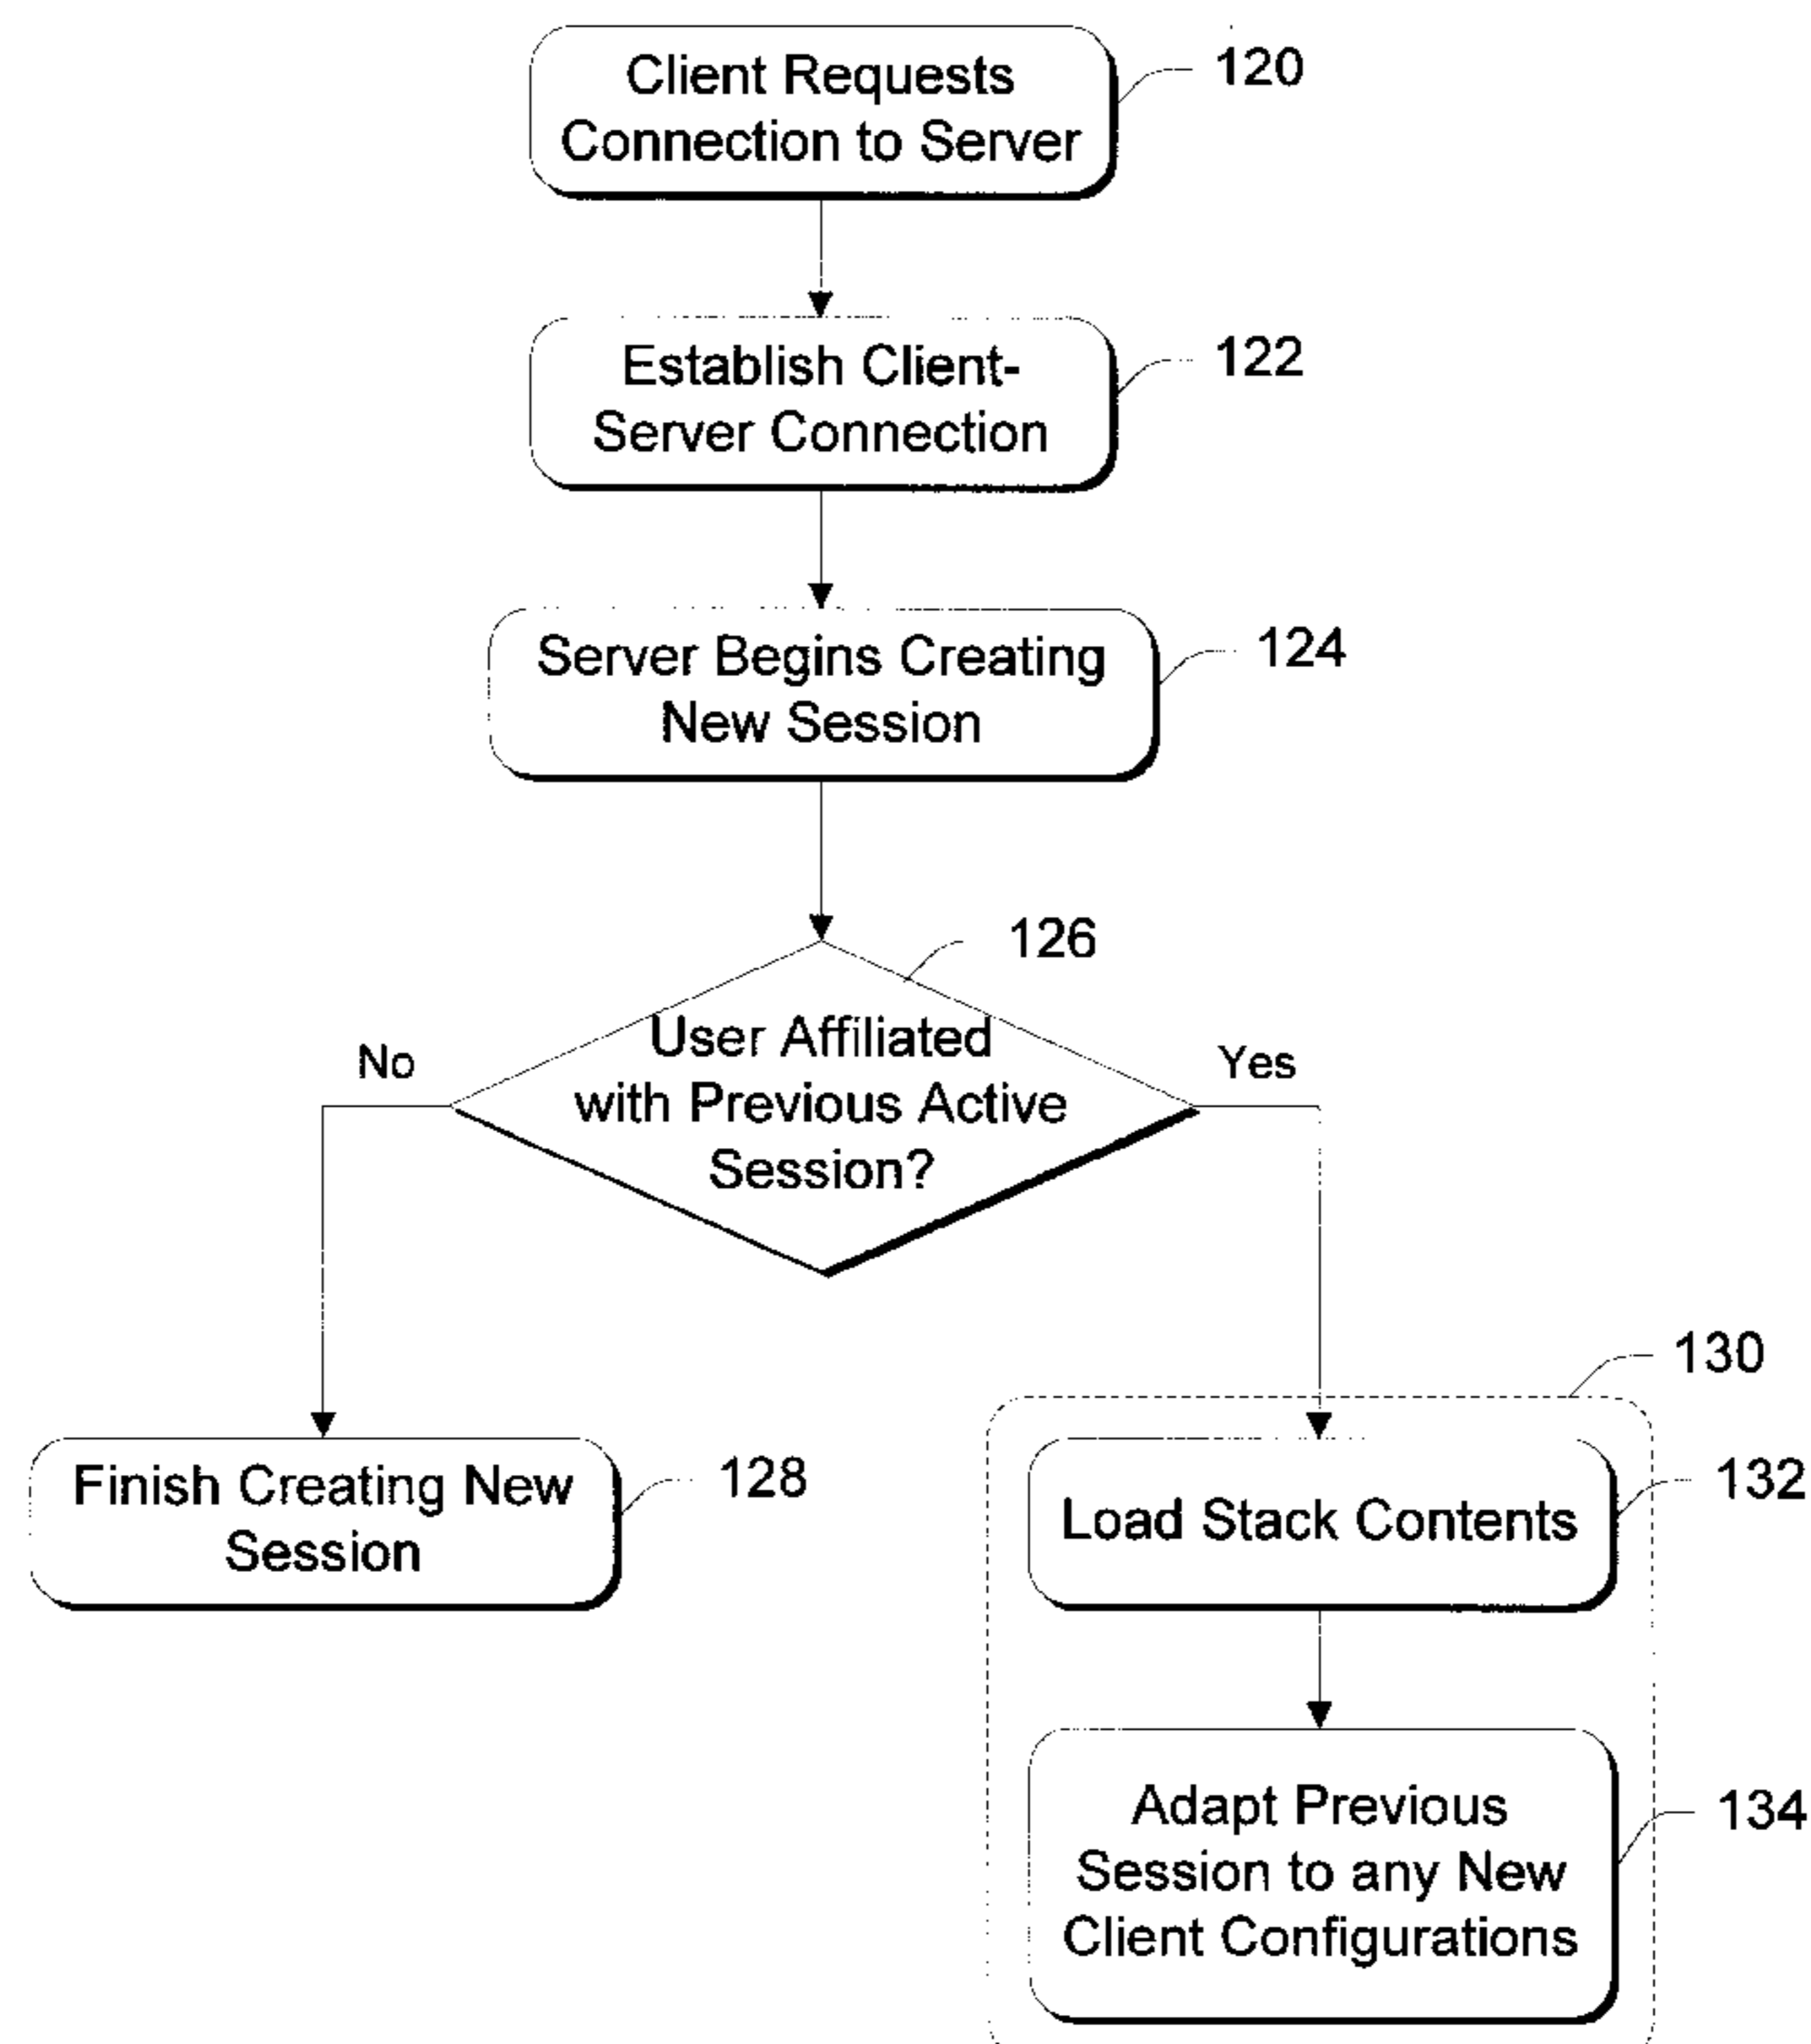 Client Requests
Connection to Server
120
Establish Client-
Server Connection
122
Server Begins Creating
New Session
124
126
User Affiliated
with Previous Active
Session?
No
Yes
130
Finish Creating New
Session
128
Load Stack Contents
132
Adapt Previous
Session to any New
Client Configurations
134